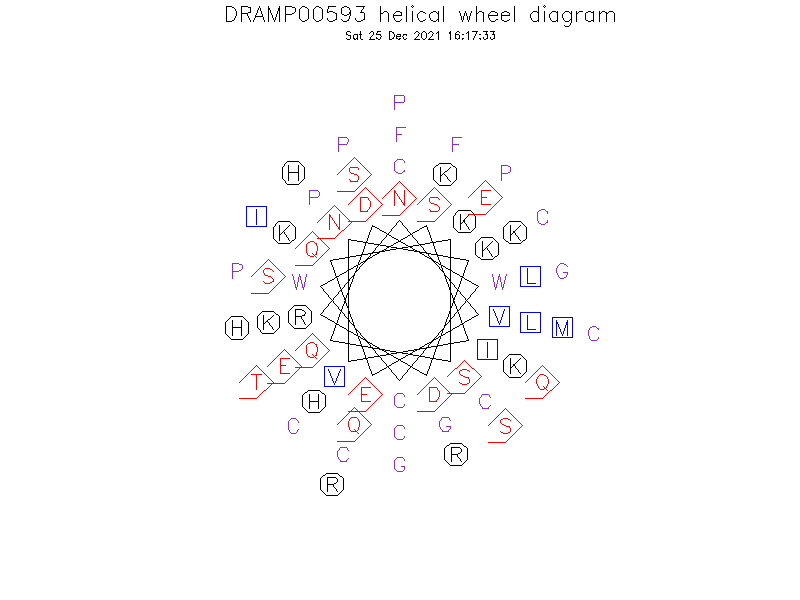 DRAMP00593 helical wheel diagram
Sat 25 Dec 2021 16:17:33
P
F
P F
C
H S K P
P D N S E
I N K C
K Q K K
P S W W L G
H K R V L M C
Q I
T E V S K Q
H E C D C
C Q G S
C C R
G
R